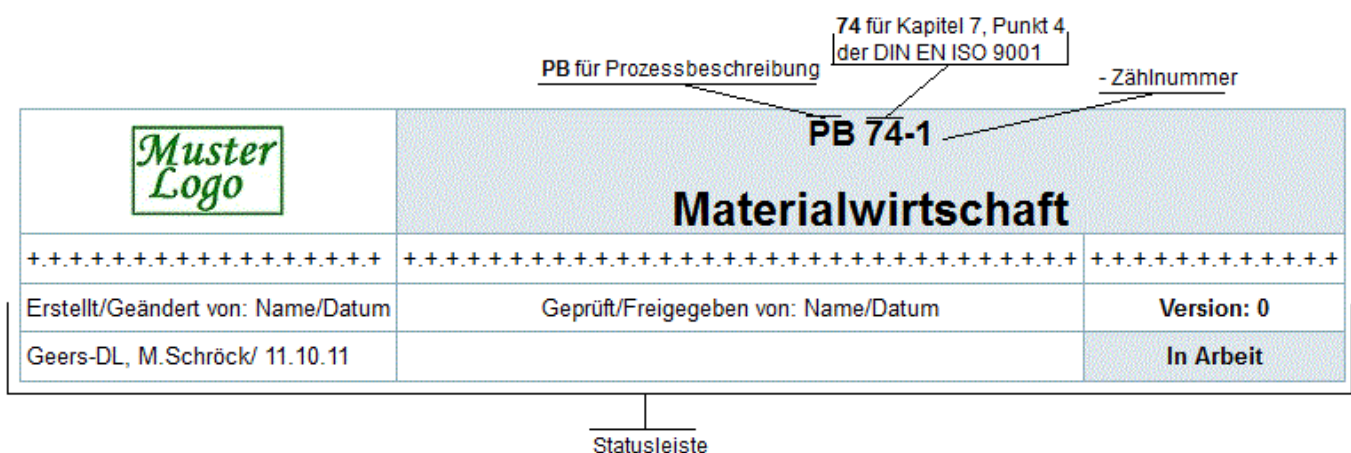 74 für Kapitel 7, Punkt 4
der DIN EN ISO 9001
PB für Prozessbeschreibung
- Zählnummer
Muster
Logo
PB 74-1
Materialwirtschaft
+.+.+.+.+.+.+.+.+.+.+.+.+.+.+.+.+ +.+.+.+.+.+.+.+.+.+.+.+.+.+.+.+.+.+.+.+.+.+.+.+.+.+.+.+.+.+.+.+.+ +.+.+.+.+.+.+.+.+.+.+.+
Erstellt/Geändert von: Name/Datum Geprüft/Freigegeben von: Name/Datum Version: 0
Geers-DL, M.Schröck/ 11.10.11 In Arbeit
Statusleiste